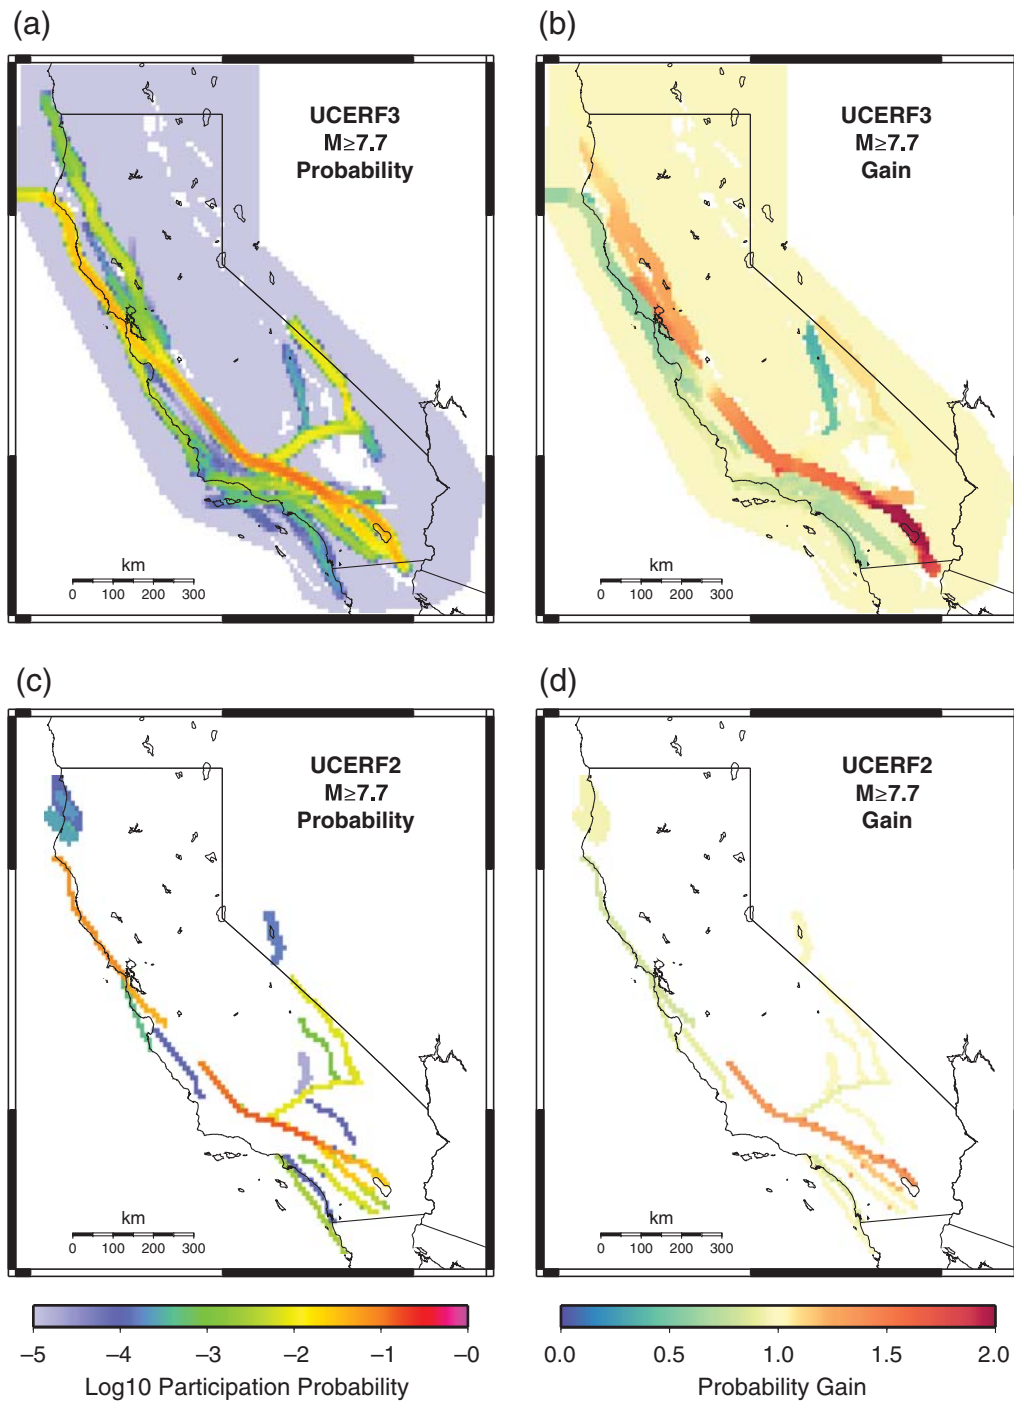 (a)
(b)
UCERF3
M≥7.7
Probability
UCERF3
M≥7.7
Gain
km
0 100 200 300
km
0 100 200 300
(c)
(d)
UCERF2
M≥7.7
Probability
UCERF2
M≥7.7
Gain
km
0 100 200 300
km
0 100 200 300
–5 –4 –3 –2 –1 –0
Log10 Participation Probability
0.0 0.5 1.0 1.5 2.0
Probability Gain